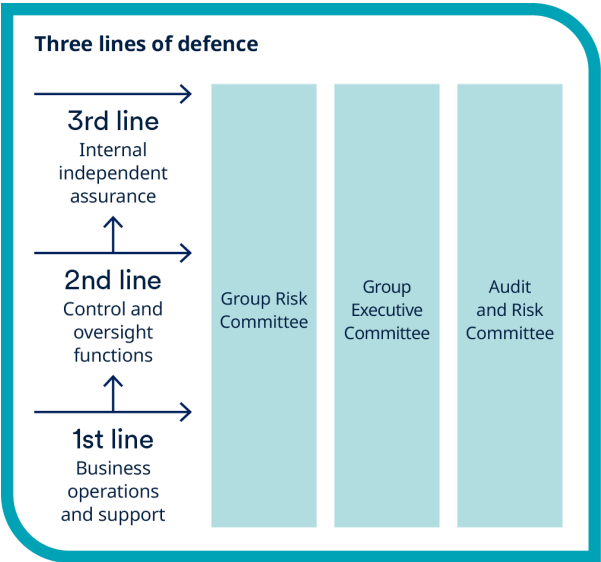 Three lines of defence
3rd line
Internal
independent
assurance
2nd line
Control and
oversight
functions
1st line
Business
operations
and support
Group Risk
Committee
Group
Executive
Committee
Audit
and Risk
Committee